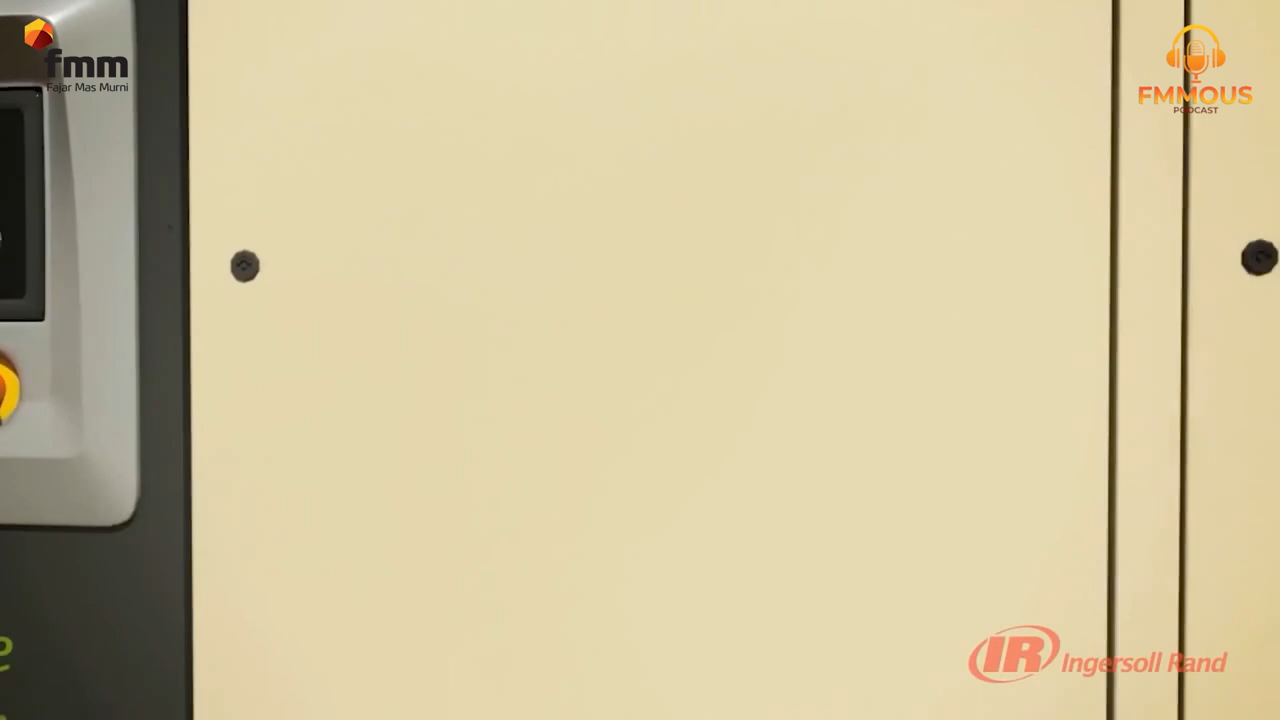 fmm
Fajar Mas Murni
FMMOUS
PODCAST
IR Ingersoll Rand